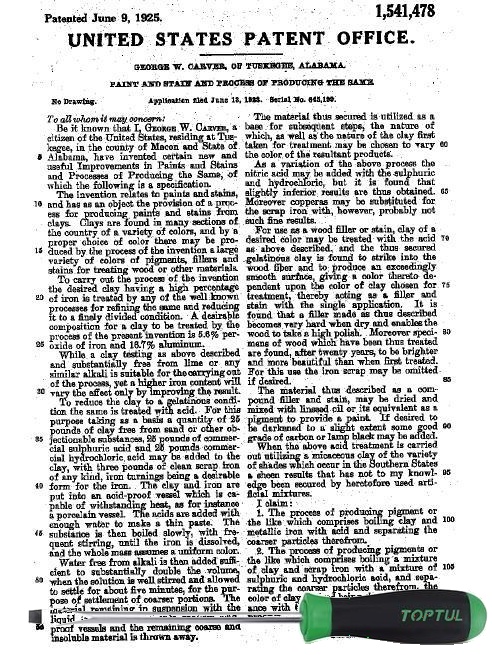 Patented June 9, 1925.
1,541,478
UNITED STATES PATENT OFFICE.
GEORGE W. CARVER, OF TUSKEGEE, ALABAMA.
PAINT AND STAIN AND PROCESS OF PRODUCING THE SAME.
No Drawing.
Application filed June 13, 1923. Serial No. 645,199.
To all whom it may concern:
Be it known that I, GEORGE W. CARVER, a
citizen of the United States, residing at Tus-
kegee, in the county of Macon and State of
5 Alabama, have invented certain new and
useful Improvements in Paints and Stains
and Processes of Producing the Same, of
which the following is a specification.
The invention relates to paints and stains,
10 and has as an object the provision of a proc-
ess for producing paints and stains from
clays. Clays are found in many sections of
the country of a variety of colors, and by a
proper choice of color there may be pro-
15 duced by the process of the invention a large
variety of colors of pigments, fillers and
stains for treating wood or other materials.
To carry out the process of the invention
the desired clay having a high percentage
20 of iron is treated by any of the well known
processes for refining the same and reducing
it to a finely divided condition. A desirable
composition for a clay to be treated by the
process of the present invention is 5.6% per-
25 oxide of iron and 16.7% aluminum.
While a clay testing as above described
and substantially free from lime or any
similar alkali is suitable for the carrying out
of the process, yet a higher iron content will
30 vary the effect only by improving the result.
To reduce the clay to a gelatinous condi-
tion the same is treated with acid. For this
purpose taking as a basis a quantity of 25
pounds of clay free from sand or other ob-
35 jectionable substances, 25 pounds of commer-
cial sulphuric acid and 25 pounds commer-
cial hydrochloric acid may be added to the
clay, with three pounds of clean scrap iron
of any kind, iron turnings being a desirable
40 form for the iron. The clay and iron are
put into an acid-proof vessel which is ca-
pable of withstanding heat, as for instance
a porcelain vessel. The acids are added with
enough water to make a thin paste. The
45 substance is then boiled slowly, with fre-
quent stirring, until the iron is dissolved,
and the whole mass assumes a uniform color.
Water free from alkali is then added suffi-
cient to substantially double the volume,
50 when the solution is well stirred and allowed
to settle for about five minutes, for the pur-
pose of settlement of coarser portions. The
material remaining in suspension with the
liquid
55 proof vessels and the remaining coarse and
insoluble material is thrown away.
The material thus secured is utilized as a
base for subsequent steps, the nature of
which, as well as the nature of the clay first
taken for treatment may be chosen to vary 60
the color of the resultant products.
As a variation of the above process the
nitric acid may be added with the sulphuric
and hydrochloric, but it is found that
slightly inferior results are thus obtained. 65
Moreover copperas may be substituted for
the scrap iron with, however, probably not
such fine results.
For use as a wood filler or stain, clay of a
desired color may be treated with the acid 70
as above described, and the thus secured
gelatinous clay is found to strike into the
wood fiber and to produce an exceedingly
smooth surface, giving a color thereto de-
pendent upon the color of clay chosen for 75
treatment, thereby acting as a filler and
stain with the single application. It is
found that a filler made as thus described
becomes very hard when dry and enables the
wood to take a high polish. Moreover speci- 80
mens of wood which have been thus treated
are found, after twenty years, to be brighter
and more beautiful than when first treated.
For this use the iron scrap may be omitted
if desired. 85
The material thus described as a com-
pound filler and stain, may be dried and
mixed with linseed oil or its equivalent as a
pigment to provide a paint. If desired to
be darkened to a slight extent some good 90
grade of carbon or lamp black may be added.
When the above acid treatment is carried
out utilizing a micaceous clay of the variety
of shades which occur in the Southern States
a sheen results that has not to my knowl- 95
edge been secured by heretofore used arti-
ficial mixtures.
I claim:
1. The process of producing pigment or
the like which comprises boiling clay and 100
metallic iron with acid and separating the
coarser particles therefrom.
2. The process of producing pigments or
the like which comprises boiling a mixture
of clay and scrap iron with a mixture of 105
sulphuric and hydrochloric acid, and sepa-
rating the coarser particles therefrom, the
color of clay
ance with
TOPTUL